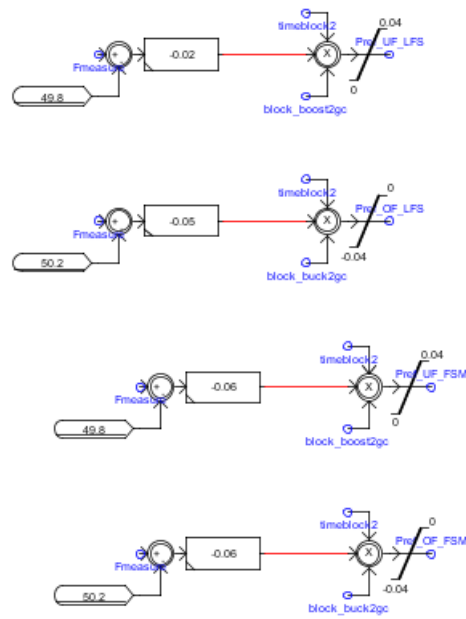 timeblock2
0.04
Pref_UF_LFS
Fmeasure
-0.02
X
0
49.8
block_boost2gc
timeblock2
0
Pref_OF_LFS
Fmeasure
-0.05
X
-0.04
50.2
block_buck2gc
timeblock2
0.04
Pref_UF_FSM
Fmeasure
-0.06
X
0
49.8
block_boost2gc
timeblock2
0
Pref_OF_FSM
Fmeasure
-0.06
X
-0.04
50.2
block_buck2gc